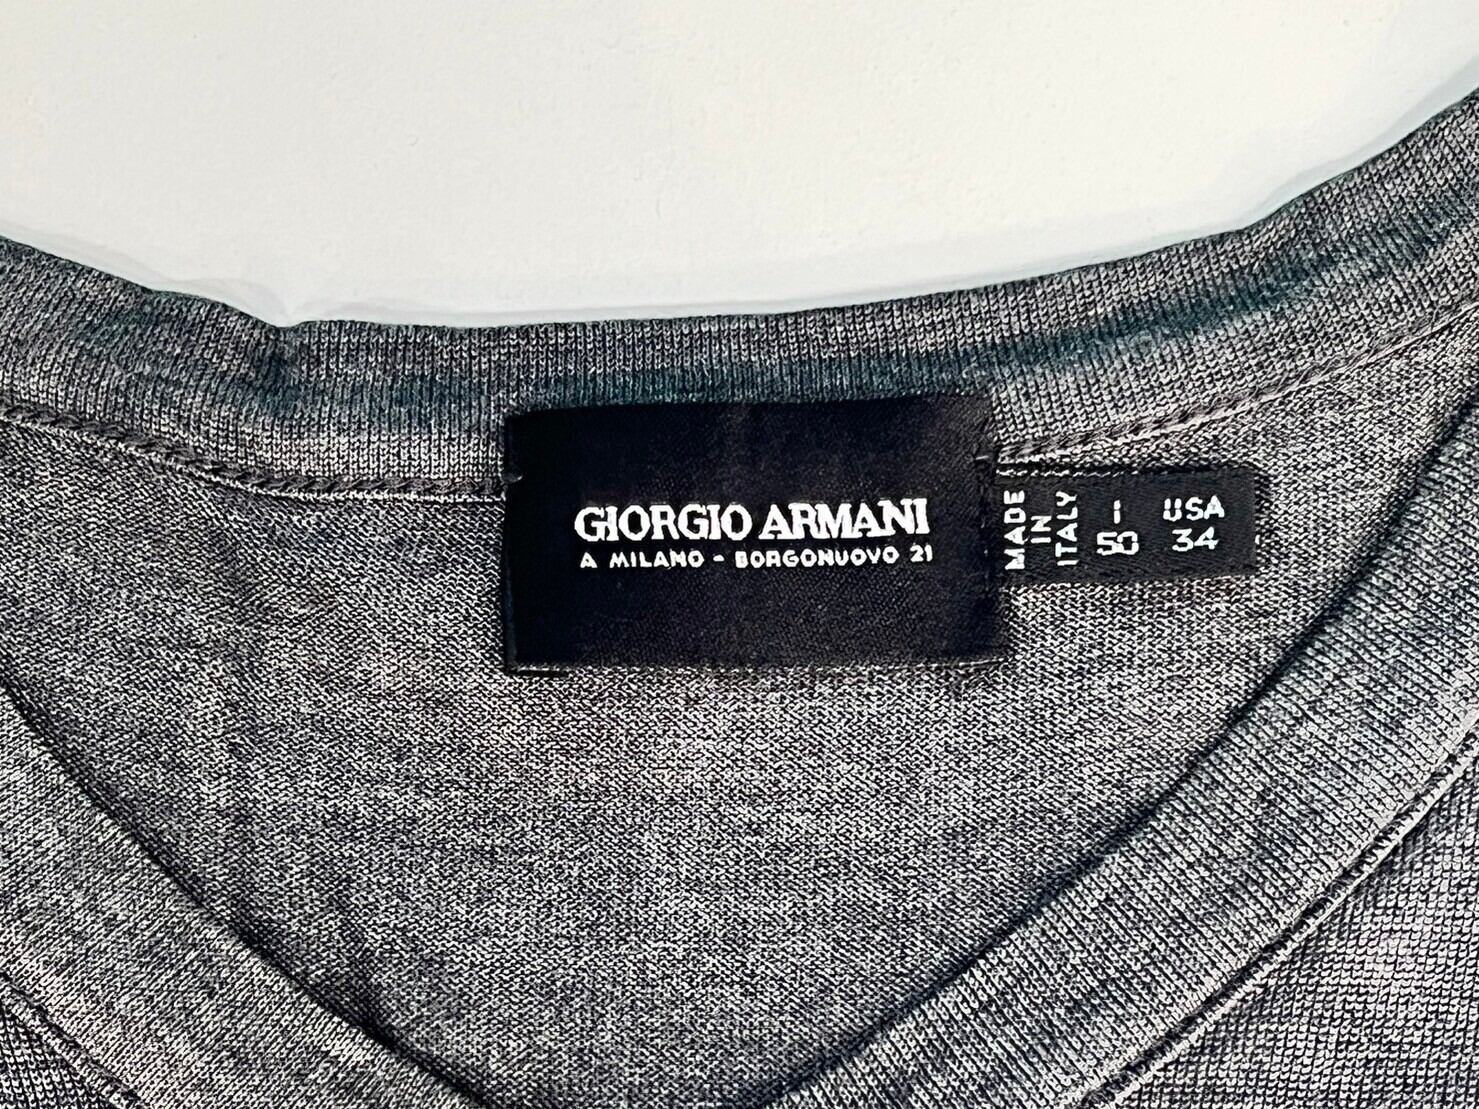 GIORGIO ARMANI
A MILANO - BORGONUOVO 21
MADE
IN
ITALY
I
50
USA
34